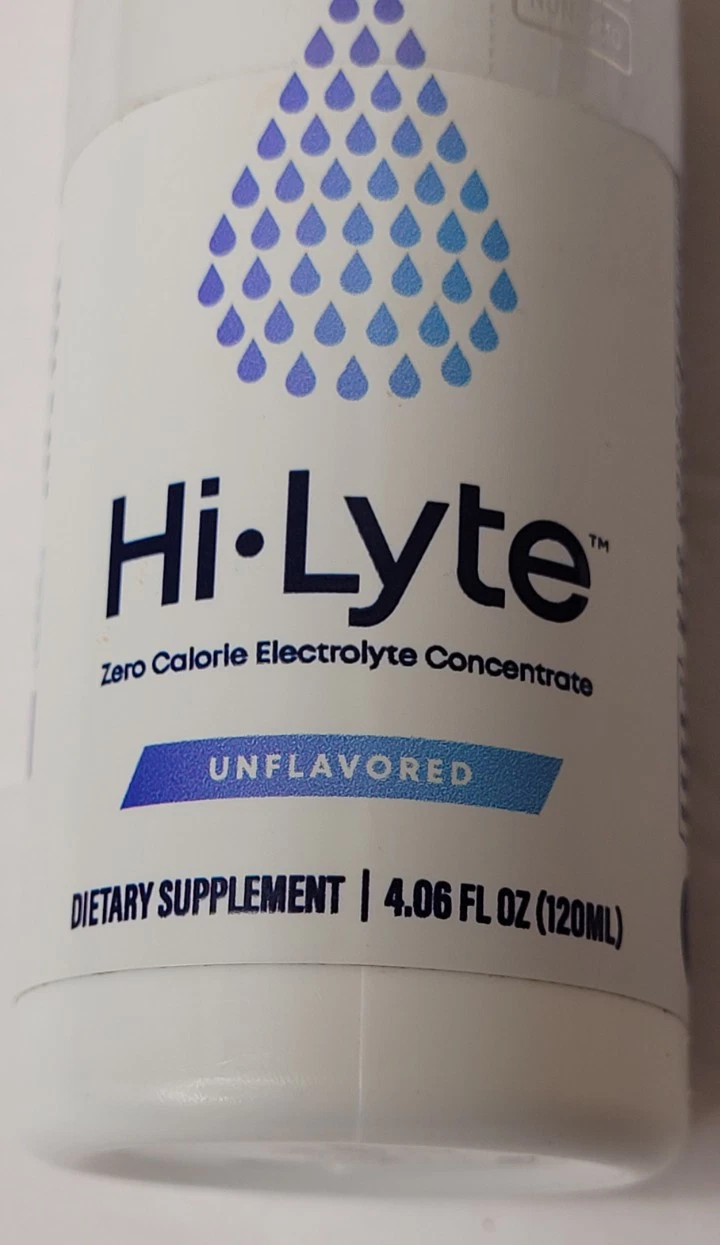 Hi•Lyte™
Zero Calorie Electrolyte Concentrate
UNFLAVORED
DIETARY SUPPLEMENT | 4.06 FL OZ (120ML)